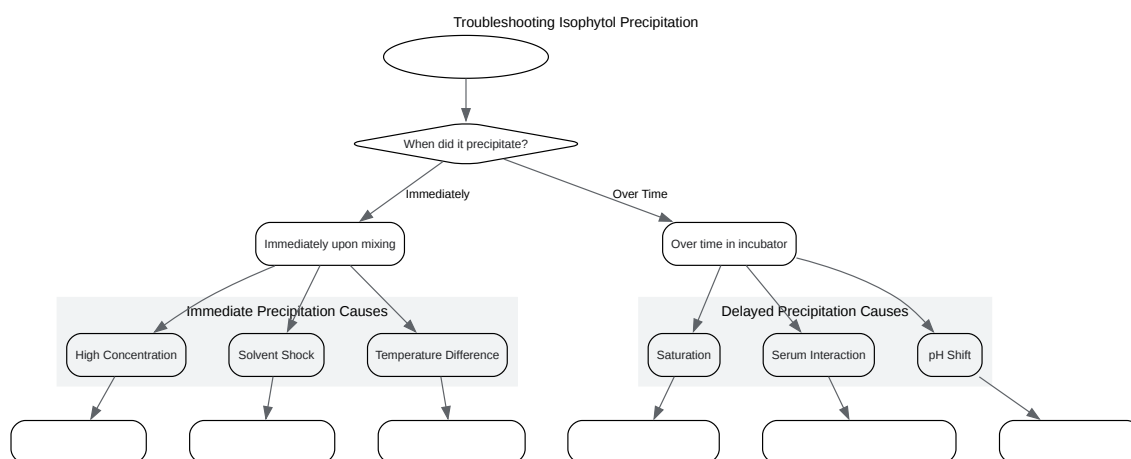 Troubleshooting Isophytol Precipitation
When did it precipitate?
Immediately
Over Time
Immediately upon mixing
Over time in incubator
Immediate Precipitation Causes
Delayed Precipitation Causes
High Concentration
Solvent Shock
Temperature Difference
Saturation
Serum Interaction
pH Shift